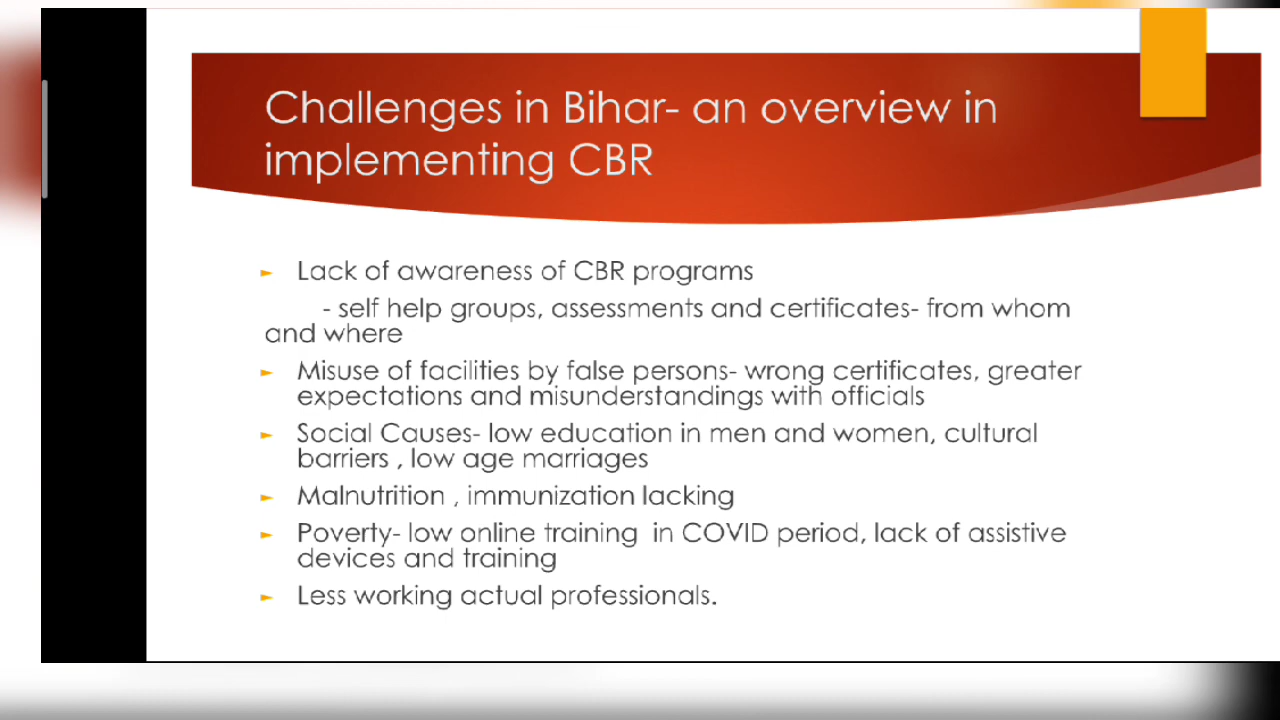 Challenges in Bihar- an overview in
implementing CBR
► Lack of awareness of CBR programs
- self help groups, assessments and certificates- from whom
and where
► Misuse of facilities by false persons- wrong certificates, greater
expectations and misunderstandings with officials
► Social Causes- low education in men and women, cultural
barriers , low age marriages
► Malnutrition , immunization lacking
► Poverty- low online training  in COVID period, lack of assistive
devices and training
► Less working actual professionals.